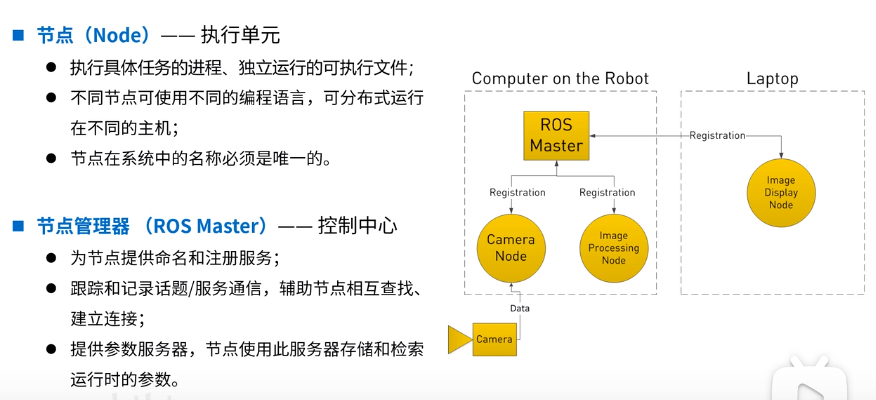 节点（Node）—— 执行单元
执行具体任务的进程、独立运行的可执行文件；
不同节点可使用不同的编程语言，可分布式运行
在不同的主机；
节点在系统中的名称必须是唯一的。
节点管理器 （ROS Master）—— 控制中心
为节点提供命名和注册服务；
跟踪和记录话题/服务通信，辅助节点相互查找、
建立连接；
提供参数服务器，节点使用此服务器存储和检索
运行时的参数。
Computer on the Robot
Laptop
ROS
Master
Registration
Registration
Registration
Camera
Node
Image
Processing
Node
Image
Display
Node
Data
Camera